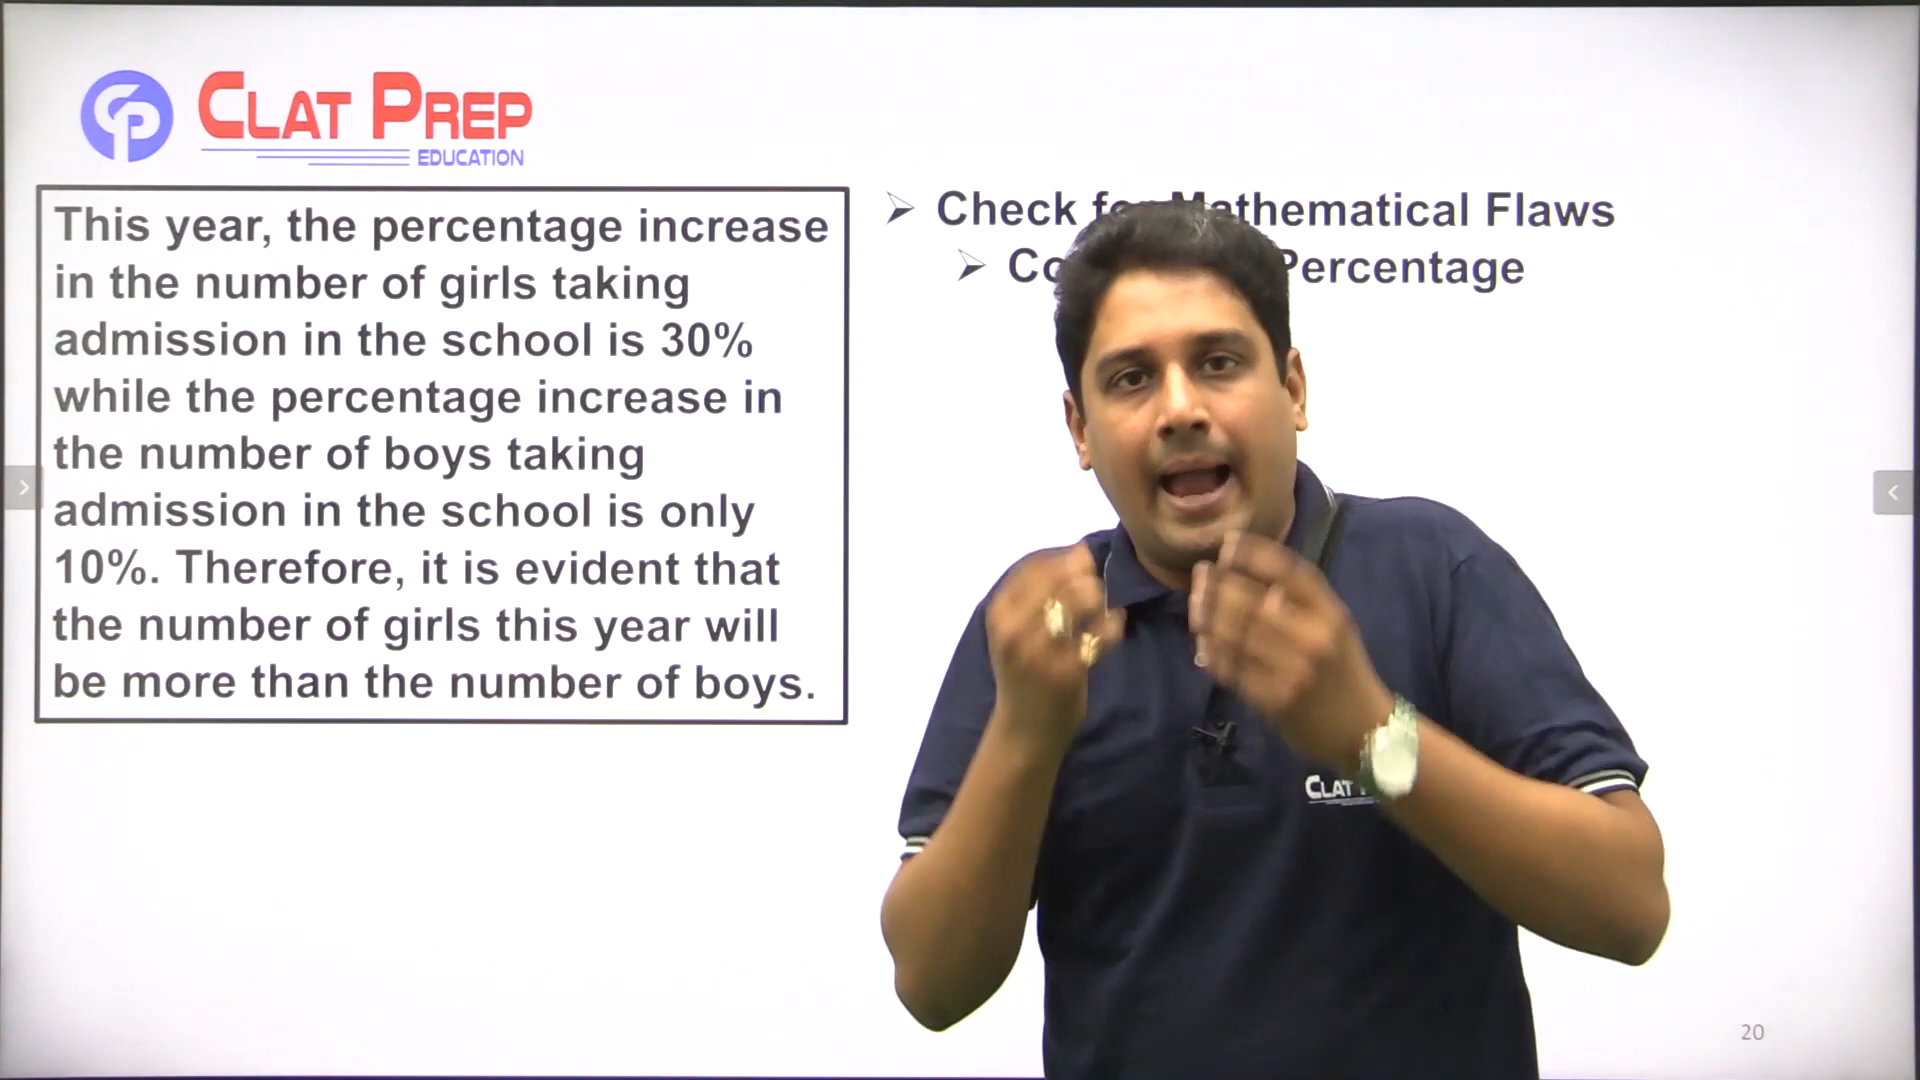 CLAT PREP
EDUCATION
This year, the percentage increase
in the number of girls taking
admission in the school is 30%
while the percentage increase in
the number of boys taking
admission in the school is only
10%. Therefore, it is evident that
the number of girls this year will
be more than the number of boys.
Check Mathematical Flaws
Percentage
CLAT
20